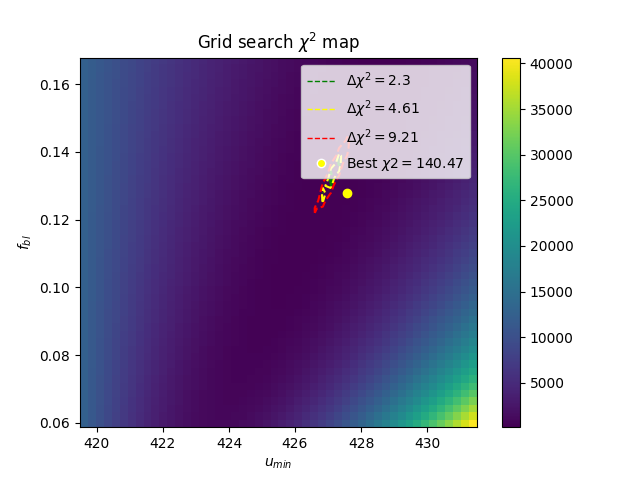 Grid search χ² map
Δχ² = 2.3
Δχ² = 4.61
Δχ² = 9.21
Best χ2 = 140.47
0.16
0.14
0.12
0.10
0.08
0.06
f_bl
420 422 424 426 428 430
u_min
40000
35000
30000
25000
20000
15000
10000
5000